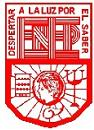 DESPERTAR A LA LUZ POR EL SABER
ENP